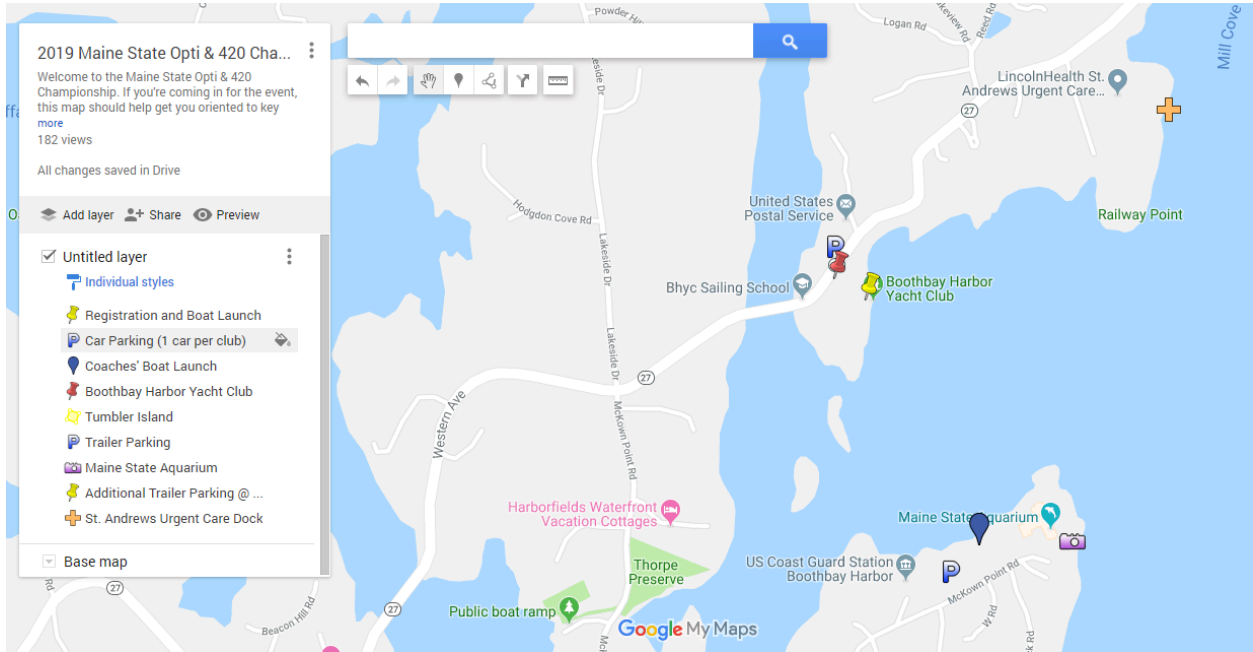 2019 Maine State Opti & 420 Cha...
Welcome to the Maine State Opti & 420
Championship. If you're coming in for the event,
this map should help get you oriented to key
more
182 views
All changes saved in Drive
Add layer
Share
Preview
Untitled layer
Individual styles
Registration and Boat Launch
Car Parking (1 car per club)
Coaches' Boat Launch
Boothbay Harbor Yacht Club
Tumbler Island
Trailer Parking
Maine State Aquarium
Additional Trailer Parking @ ...
St. Andrews Urgent Care Dock
Base map
Lakeside Dr
Logan Rd
Reed Rd
Mill Cove
LincolnHealth St.
Andrews Urgent Care...
27
United States
Postal Service
Railway Point
Hodgdon Cove Rd
Lakeside Dr
Bhyc Sailing School
Boothbay Harbor
Yacht Club
Lakeside Dr
27
Western Ave
McKown Point Rd
Harborfields Waterfront
Vacation Cottages
Maine State Aquarium
US Coast Guard Station
Boothbay Harbor
McKown Point Rd
Thorpe
Preserve
Public boat ramp
27
27
Beacon Hill Rd
W Rd
Google My Maps